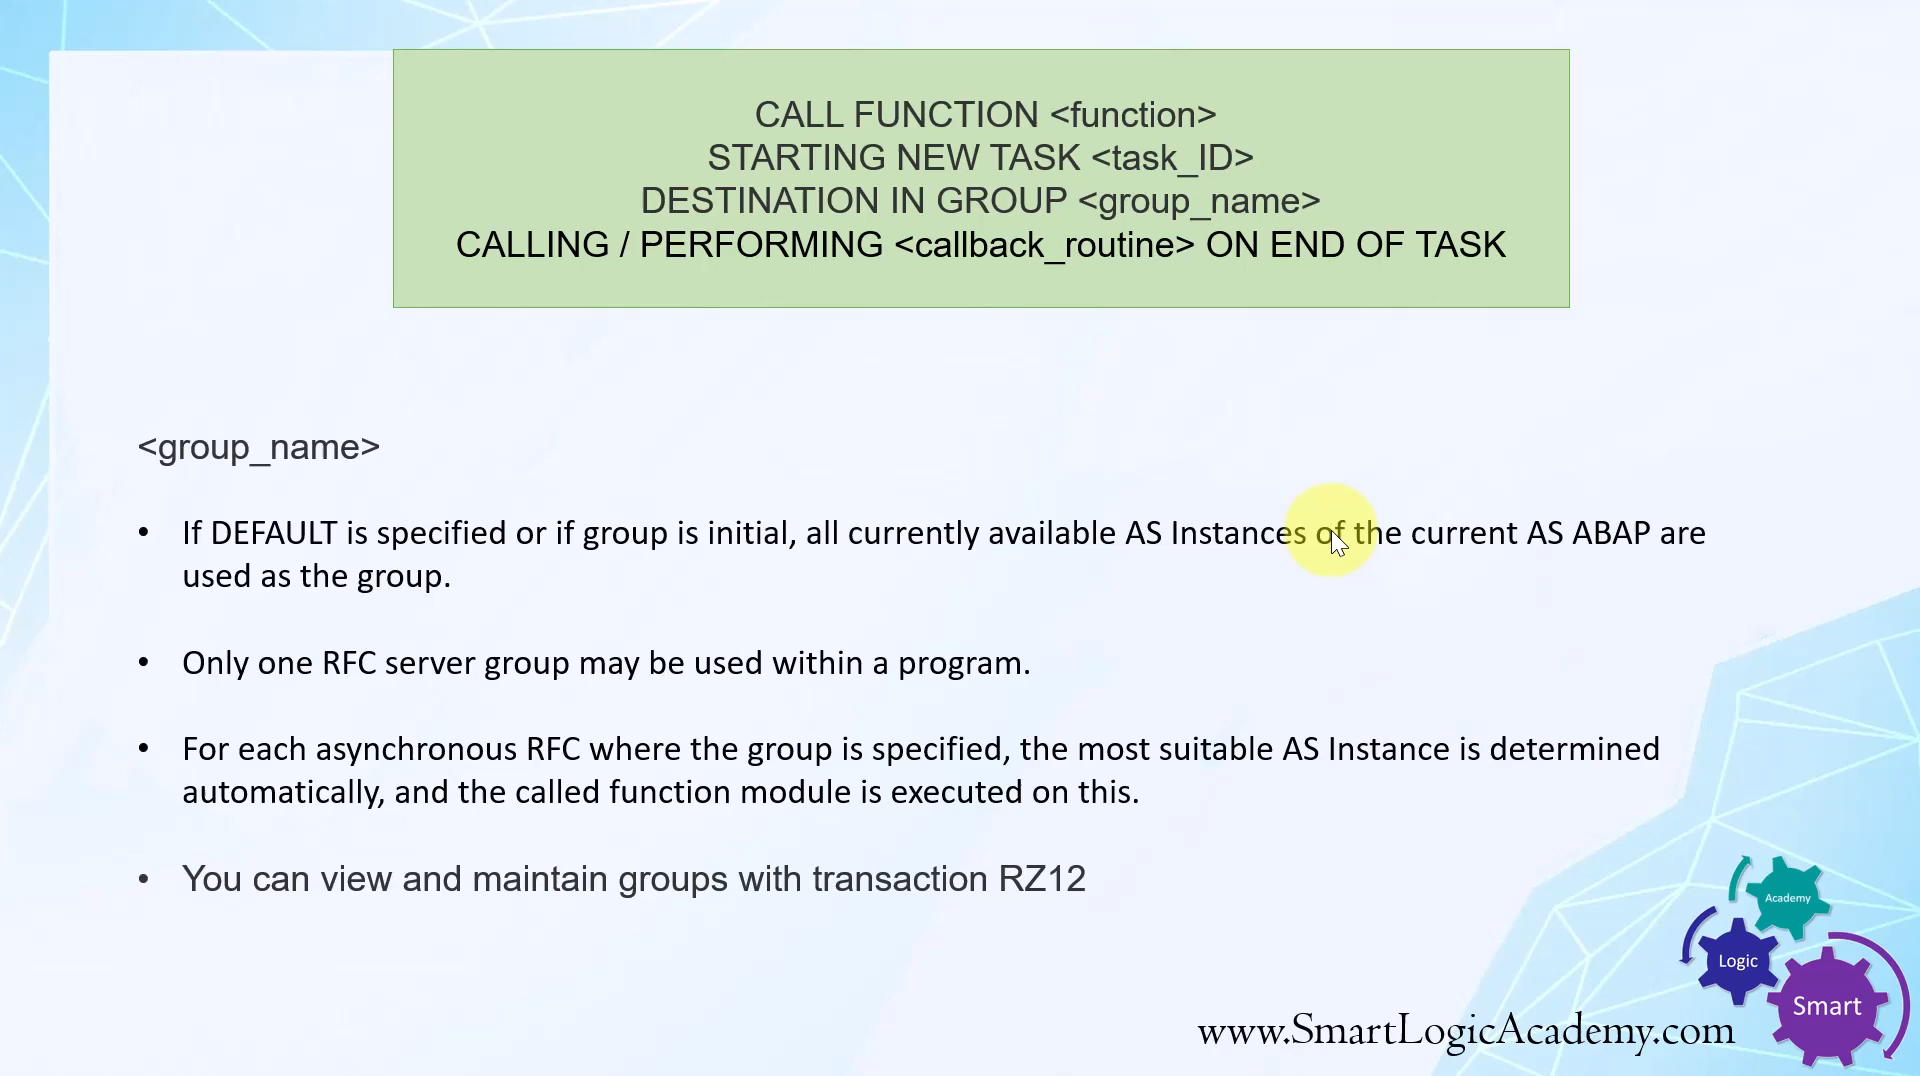 CALL FUNCTION <function>
STARTING NEW TASK <task_ID>
DESTINATION IN GROUP <group_name>
CALLING / PERFORMING <callback_routine> ON END OF TASK
<group_name>
• If DEFAULT is specified or if group is initial, all currently available AS Instances of the current AS ABAP are
used as the group.
• Only one RFC server group may be used within a program.
• For each asynchronous RFC where the group is specified, the most suitable AS Instance is determined
automatically, and the called function module is executed on this.
• You can view and maintain groups with transaction RZ12
Academy
Logic
Smart
www.SmartLogicAcademy.com